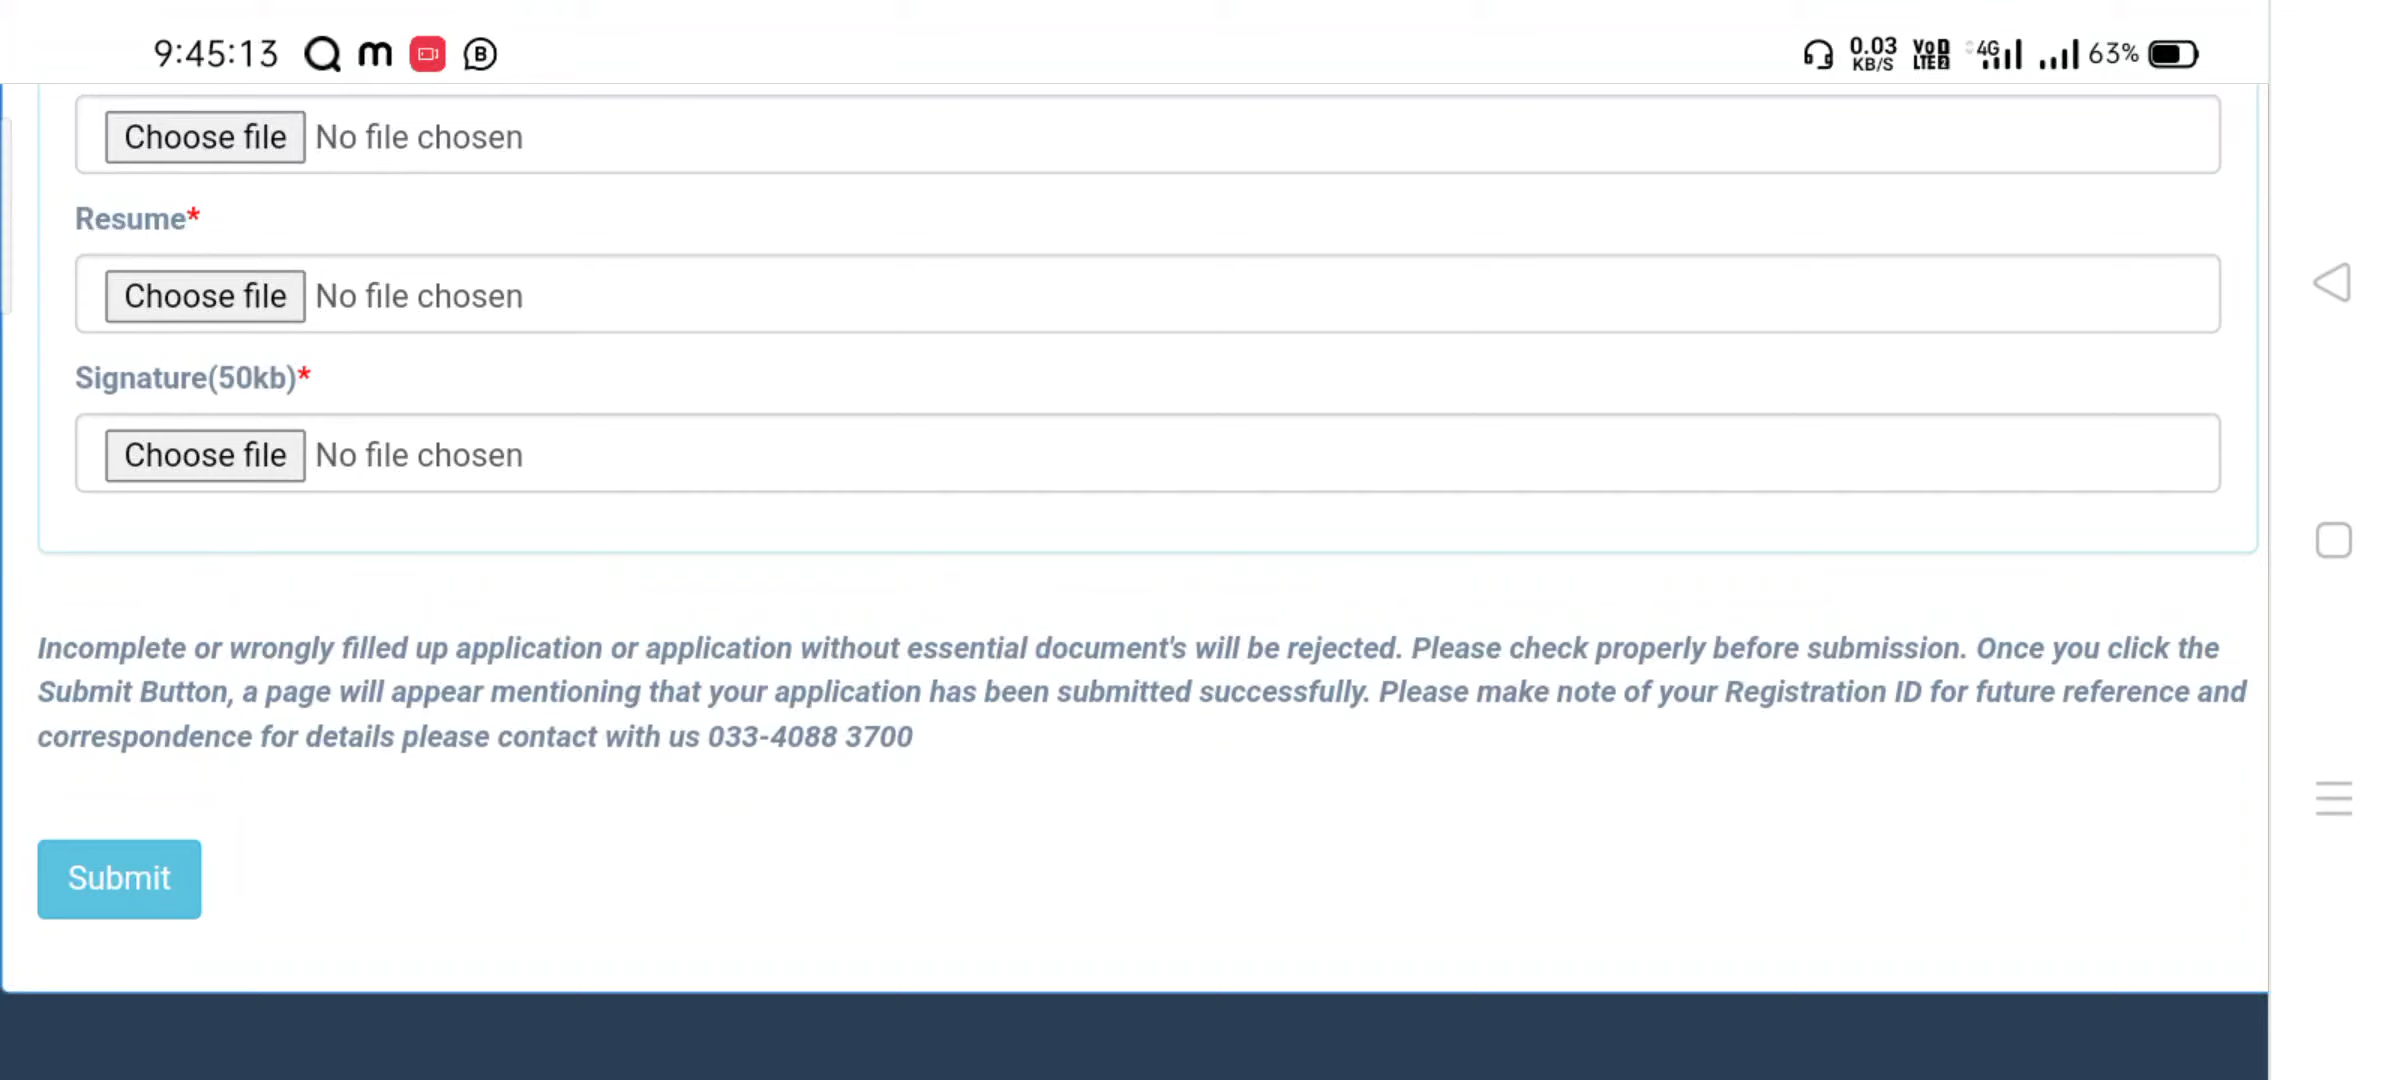 9:45:13 m B 0.03 KB/S Vo LTE 2 4G 63%
Choose file No file chosen
Resume*
Choose file No file chosen
Signature(50kb)*
Choose file No file chosen
Incomplete or wrongly filled up application or application without essential document's will be rejected. Please check properly before submission. Once you click the
Submit Button, a page will appear mentioning that your application has been submitted successfully. Please make note of your Registration ID for future reference and
correspondence for details please contact with us 033-4088 3700
Submit